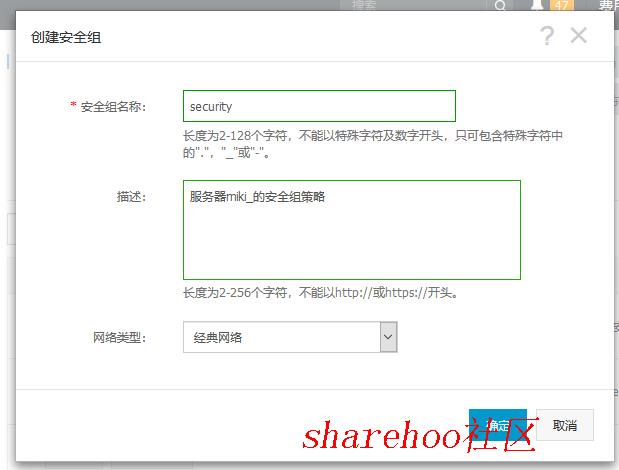 搜索
47
费用
创建安全组
?
* 安全组名称：
security
长度为2-128个字符，不能以特殊字符及数字开头，只可包含特殊字符中
的"."，"_"或"-"。
描述：
服务器miki_的安全组策略
长度为2-256个字符，不能以http://或https://开头。
网络类型：
经典网络
确定
取消
sharehoo社区